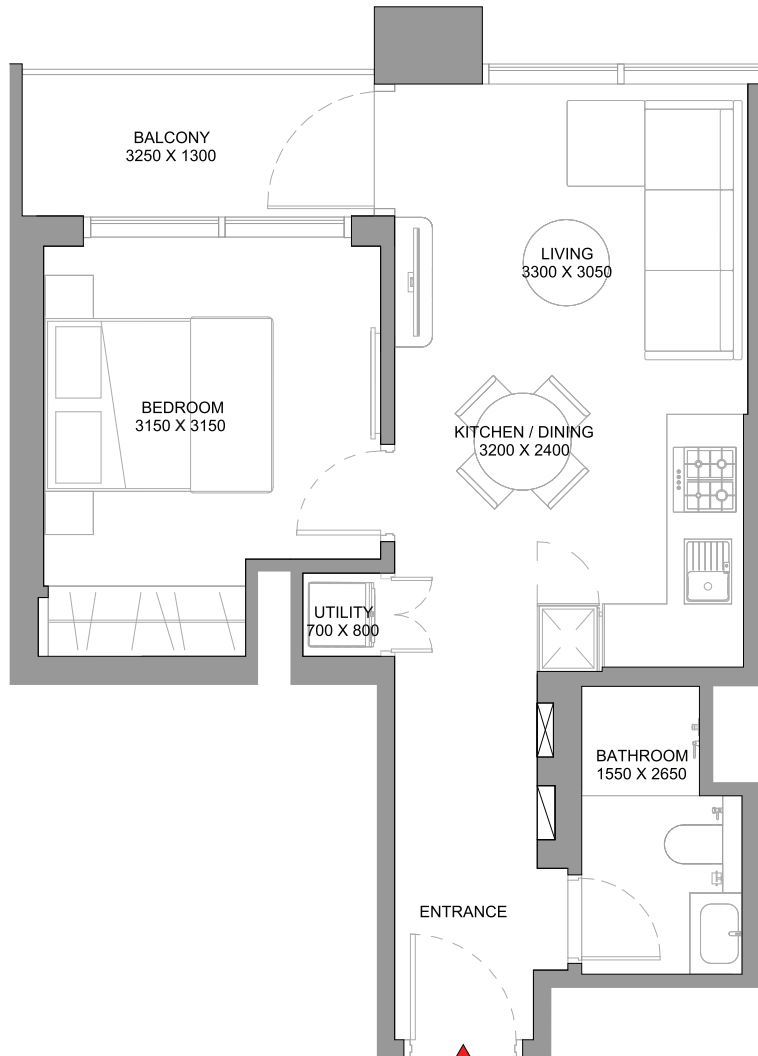 BALCONY
3250 X 1300
LIVING
3300 X 3050
BEDROOM
3150 X 3150
KITCHEN / DINING
3200 X 2400
UTILITY
700 X 800
BATHROOM
1550 X 2650
ENTRANCE